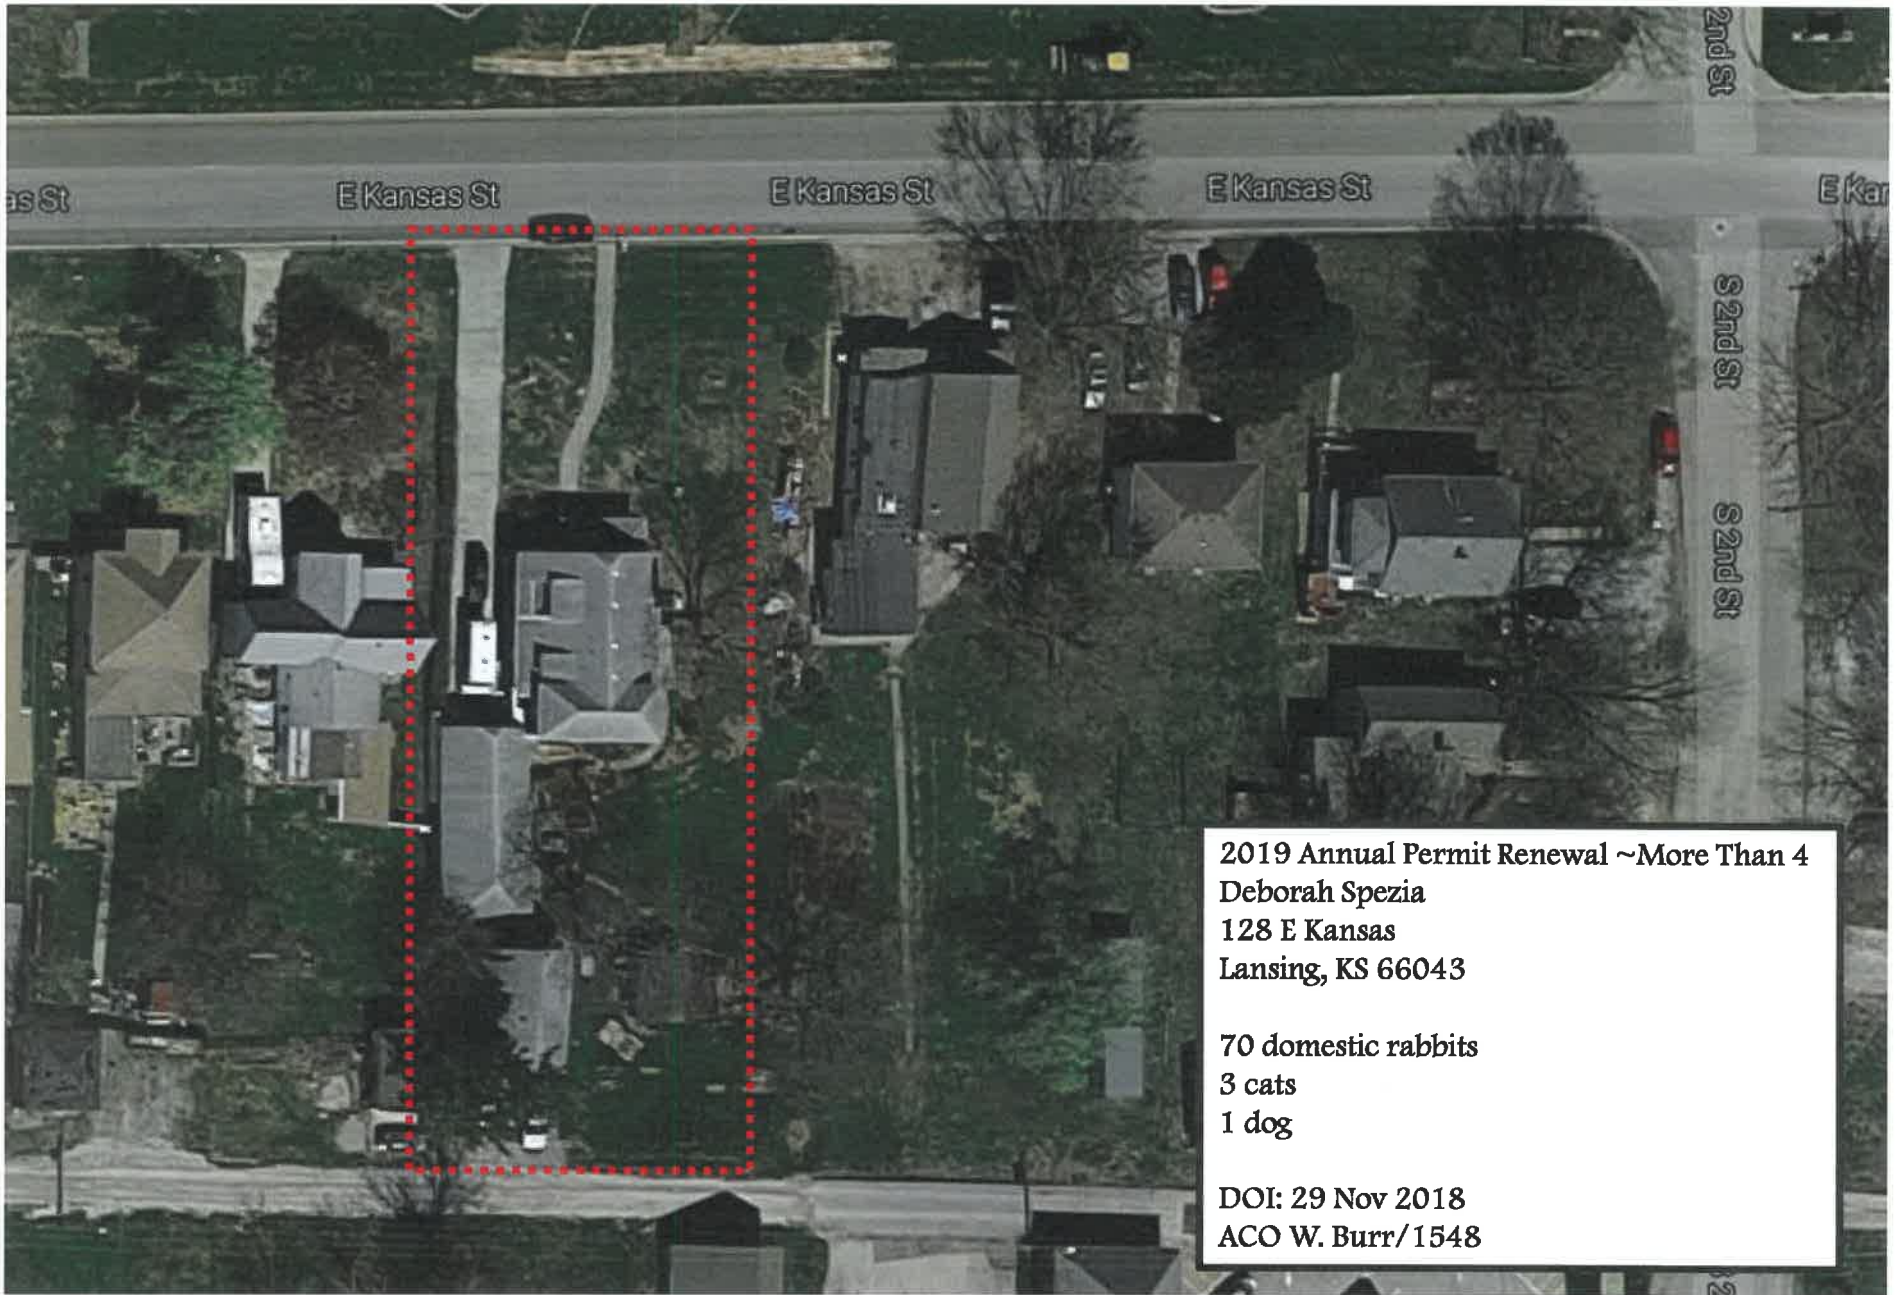 2nd St
as St
E Kansas St
E Kansas St
E Kansas St
E Kan
S 2nd St
S 2nd St
2019 Annual Permit Renewal ~More Than 4
Deborah Spezia
128 E Kansas
Lansing, KS 66043
70 domestic rabbits
3 cats
1 dog
DOI: 29 Nov 2018
ACO W. Burr/1548